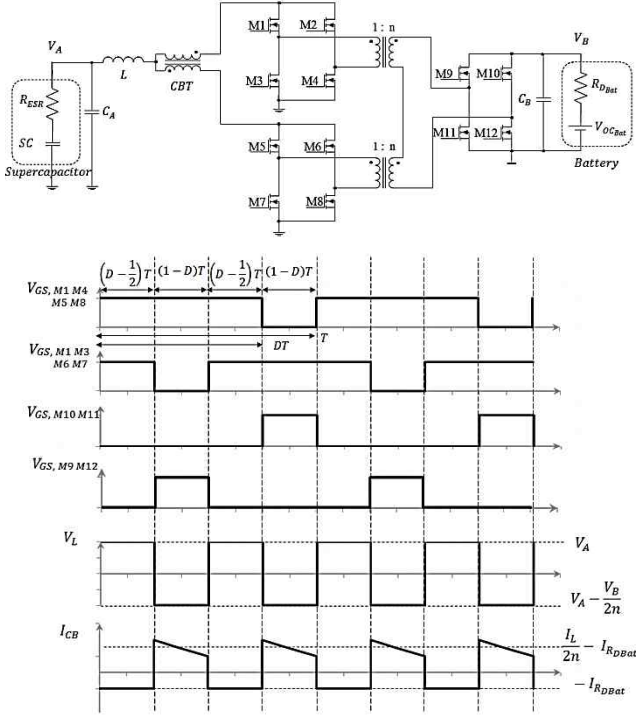 M1 M2
1 : n
V_A
V_B
L
CBT
M3 M4
M9 M10
R_ESR
C_A
C_B
R_DBat
SC
M5 M6
1 : n
M11 M12
V_OCBat
Supercapacitor
Battery
M7 M8
(D − 1/2)T (1−D)T (D − 1/2)T (1−D)T
V_GS, M1 M4
M5 M8
T
DT
V_GS, M1 M3
M6 M7
V_GS, M10 M11
V_GS, M9 M12
V_L
V_A
V_A − V_B/2n
I_CB
I_L/2n − I_RDBat
− I_RDBat